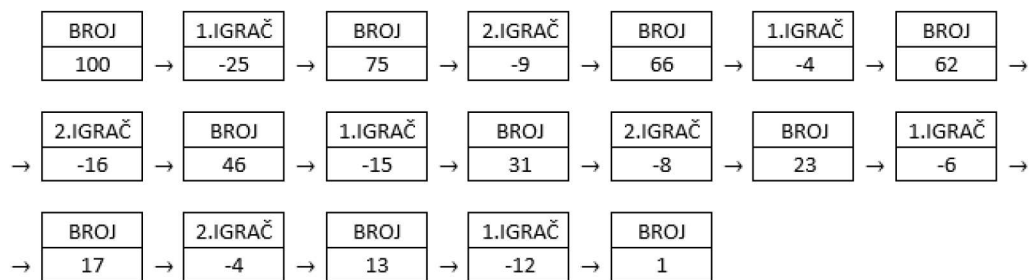 BROJ 1.IGRAČ BROJ 2.IGRAČ BROJ 1.IGRAČ BROJ
100 → -25 → 75 → -9 → 66 → -4 → 62 →
2.IGRAČ BROJ 1.IGRAČ BROJ 2.IGRAČ BROJ 1.IGRAČ
→ -16 → 46 → -15 → 31 → -8 → 23 → -6 →
BROJ 2.IGRAČ BROJ 1.IGRAČ BROJ
→ 17 → -4 → 13 → -12 → 1